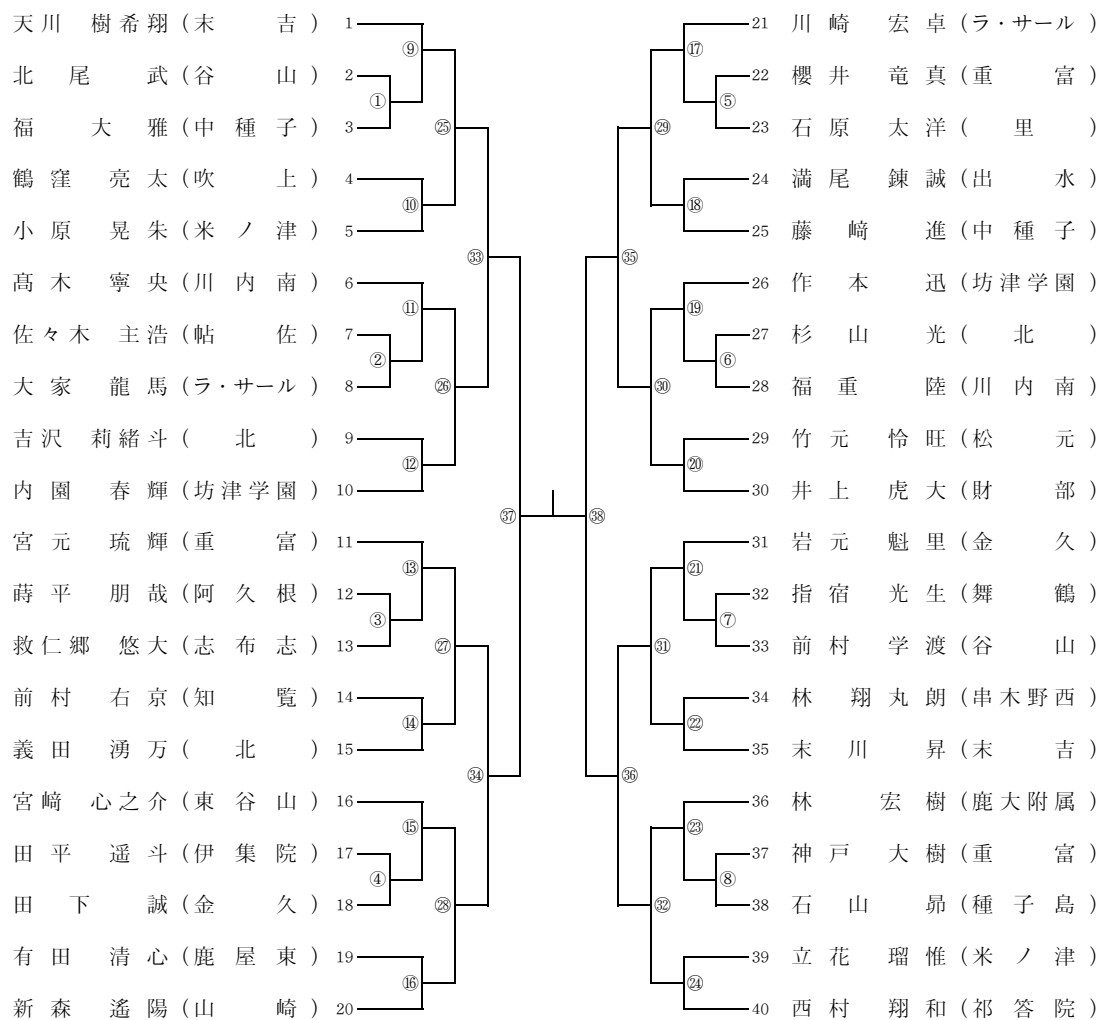 天川 樹希翔（末吉） 1
⑨
北尾 武（谷山） 2
①
福 大雅（中種子） 3
㉕
鶴窪 亮太（吹上） 4
⑩
小原 晃朱（米ノ津） 5
㉝
髙木 寧央（川内南） 6
⑪
佐々木 主浩（帖佐） 7
②
大家 龍馬（ラ・サール） 8
㉖
吉沢 莉緒斗（北） 9
⑫
内園 春輝（坊津学園） 10
㊲
宮元 琉輝（重富） 11
⑬
蒔平 朋哉（阿久根） 12
③
救仁郷 悠大（志布志） 13
㉗
前村 右京（知覧） 14
⑭
義田 湧万（北） 15
㉞
宮﨑 心之介（東谷山） 16
⑮
田平 遥斗（伊集院） 17
④
田下 誠（金久） 18
㉘
有田 清心（鹿屋東） 19
⑯
新森 遙陽（山崎） 20
21 川崎 宏卓（ラ・サール）
⑰
22 櫻井 竜真（重富）
⑤
23 石原 太洋（里）
㉙
24 満尾 錬誠（出水）
⑱
25 藤﨑 進（中種子）
㉟
26 作本 迅（坊津学園）
⑲
27 杉山 光（北）
⑥
28 福重 陸（川内南）
㉚
29 竹元 怜旺（松元）
⑳
30 井上 虎大（財部）
㊳
31 岩元 魁里（金久）
㉑
32 指宿 光生（舞鶴）
⑦
33 前村 学渡（谷山）
㉛
34 林 翔丸朗（串木野西）
㉒
35 末川 昇（末吉）
㊱
36 林 宏樹（鹿大附属）
㉓
37 神戸 大樹（重富）
⑧
38 石山 昴（種子島）
㉜
39 立花 瑠惟（米ノ津）
㉔
40 西村 翔和（祁答院）